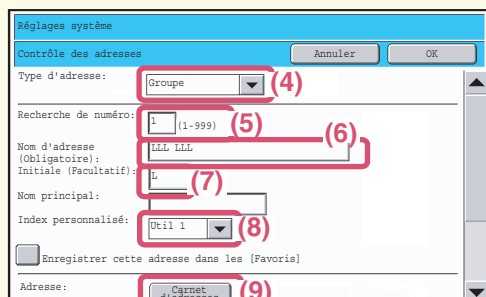 Réglages système
Contrôle des adresses Annuler OK
Type d'adresse: Groupe (4)
Recherche de numéro: 1 (1-999) (5)
(6)
Nom d'adresse LLL LLL
(Obligatoire):
Initiale (Facultatif): L (7)
Nom principal:
Index personnalisé: Util 1 (8)
Enregistrer cette adresse dans les [Favoris]
Adresse: Carnet (9)
d'adresses